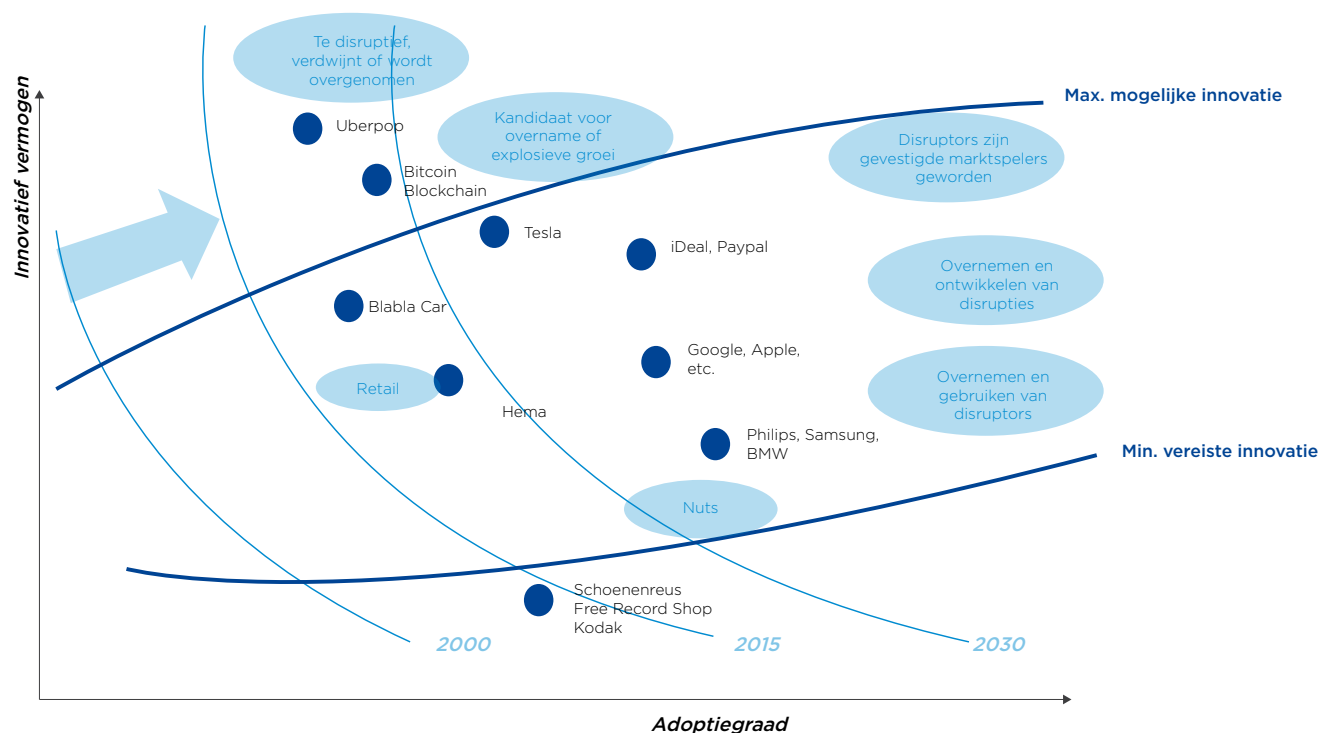 Te disruptief,
verdwijnt of wordt
overgenomen
Innovatief vermogen
Max. mogelijke innovatie
Uberpop
Kandidaat voor
overname of
explosieve groei
Disruptors zijn
gevestigde marktspelers
geworden
Bitcoin
Blockchain
Tesla
iDeal, Paypal
Overnemen en
ontwikkelen van
disrupties
Blabla Car
Google, Apple,
etc.
Retail
Overnemen en
gebruiken van
disruptors
Hema
Philips, Samsung,
BMW
Min. vereiste innovatie
Nuts
Schoenenreus
Free Record Shop
Kodak
2000
2015
2030
Adoptiegraad